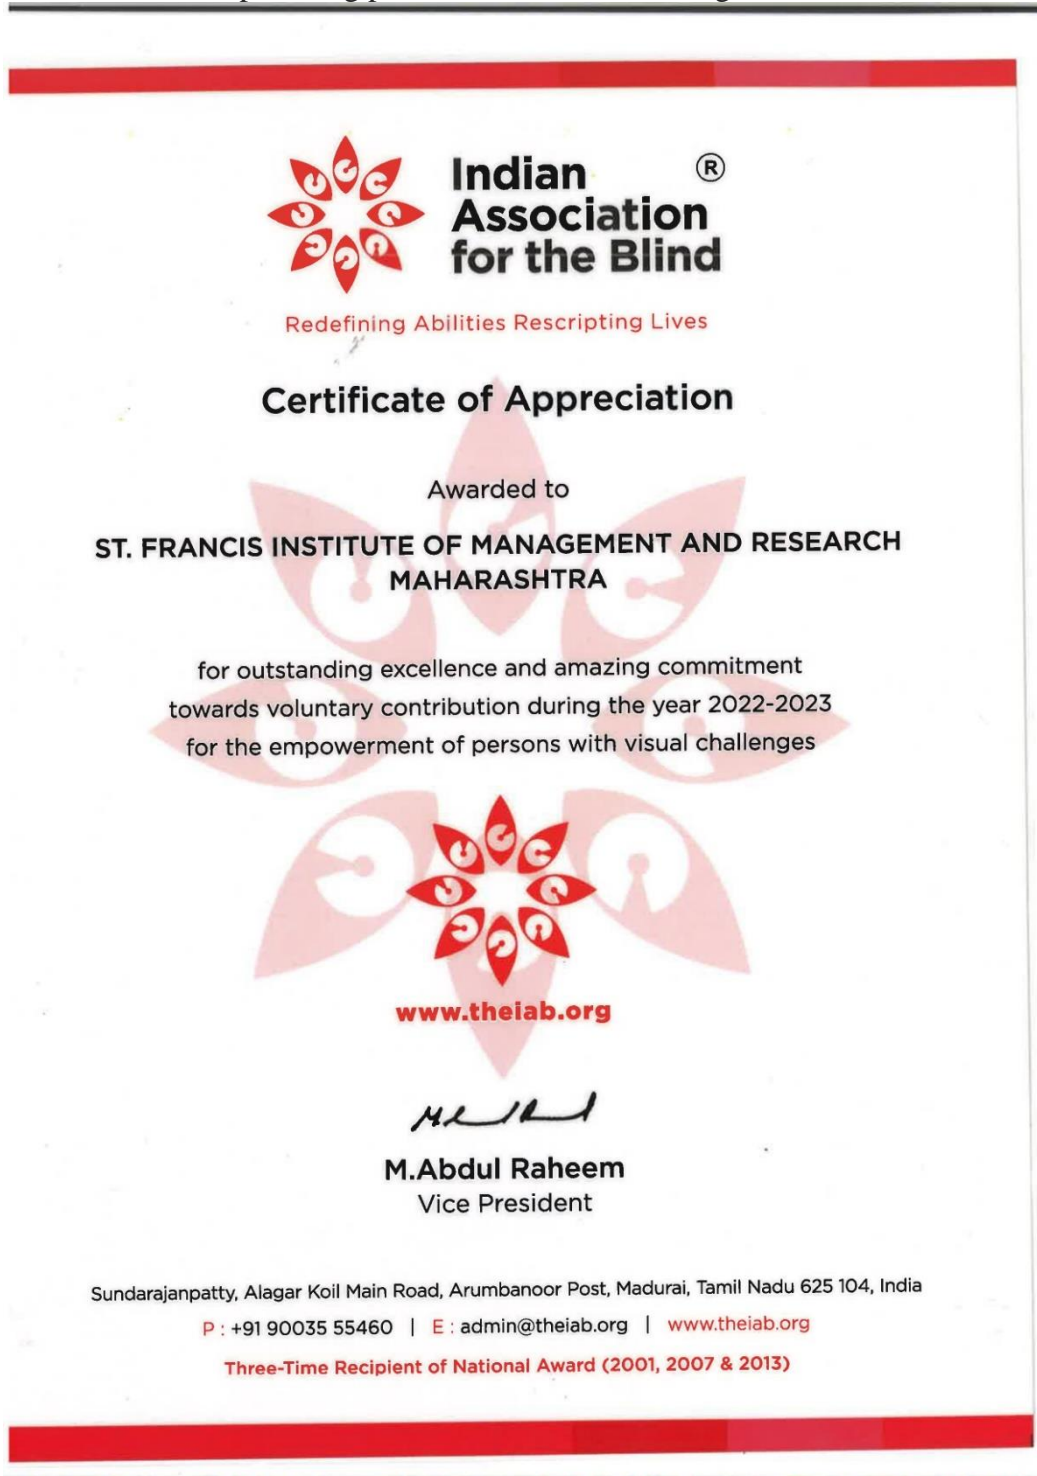 Indian ®
Association
for the Blind
Redefining Abilities Rescripting Lives
Certificate of Appreciation
Awarded to
ST. FRANCIS INSTITUTE OF MANAGEMENT AND RESEARCH
MAHARASHTRA
for outstanding excellence and amazing commitment
towards voluntary contribution during the year 2022-2023
for the empowerment of persons with visual challenges
www.theiab.org
M.Abdul Raheem
Vice President
Sundarajanpatty, Alagar Koil Main Road, Arumbanoor Post, Madurai, Tamil Nadu 625 104, India
P : +91 90035 55460 | E : admin@theiab.org | www.theiab.org
Three-Time Recipient of National Award (2001, 2007 & 2013)